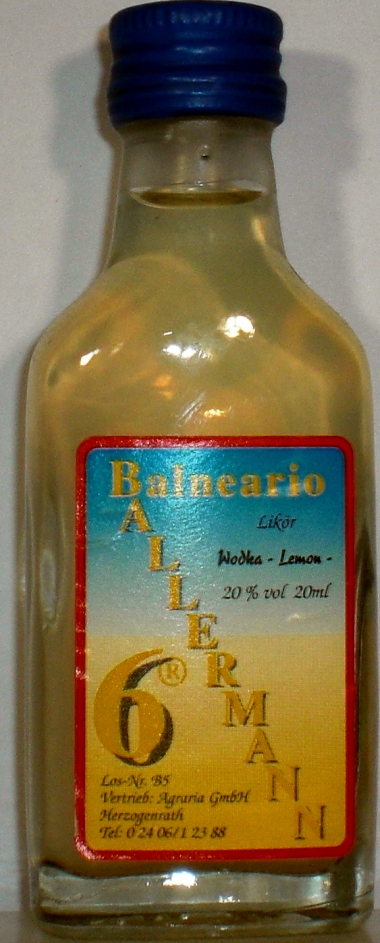 Balneario
BALLERMANN
Likör
Wodka - Lemon -
20 % vol 20ml
6®
Los-Nr. B5
Vertrieb: Agraria GmbH
Herzogenrath
Tel: 0 24 06/1 23 88